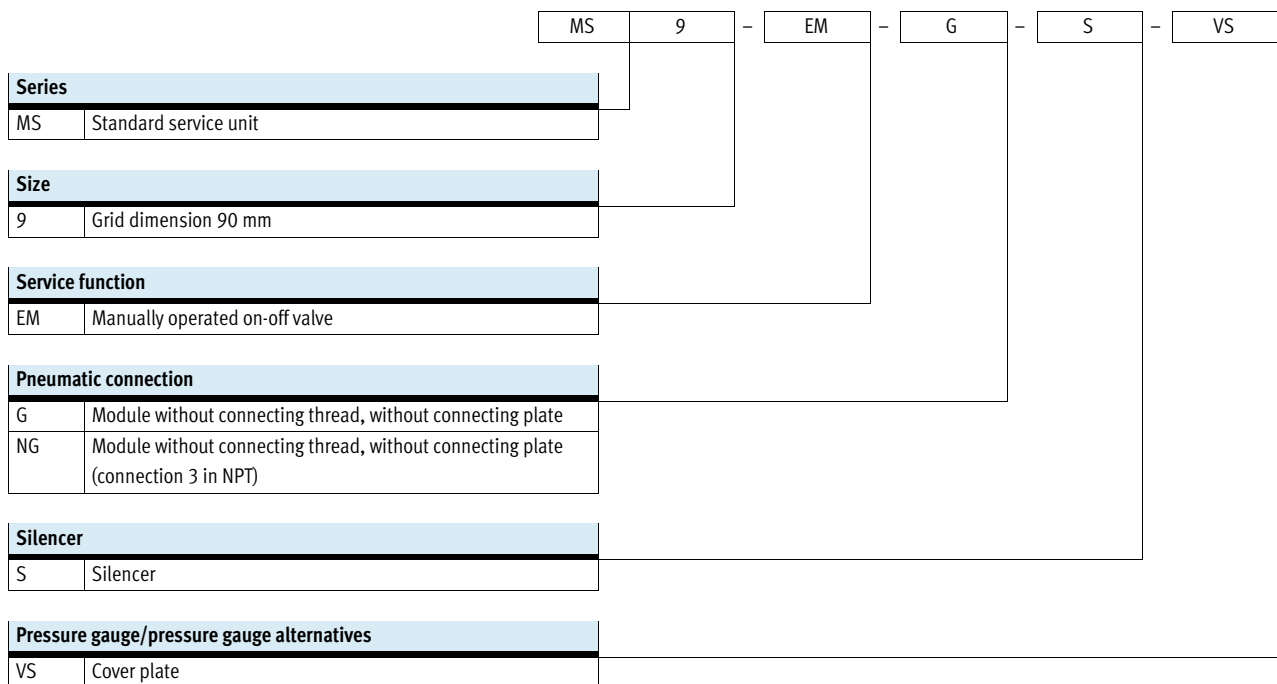 MS 9 – EM – G – S – VS
Series
MS Standard service unit
Size
9 Grid dimension 90 mm
Service function
EM Manually operated on-off valve
Pneumatic connection
G Module without connecting thread, without connecting plate
NG Module without connecting thread, without connecting plate
(connection 3 in NPT)
Silencer
S Silencer
Pressure gauge/pressure gauge alternatives
VS Cover plate